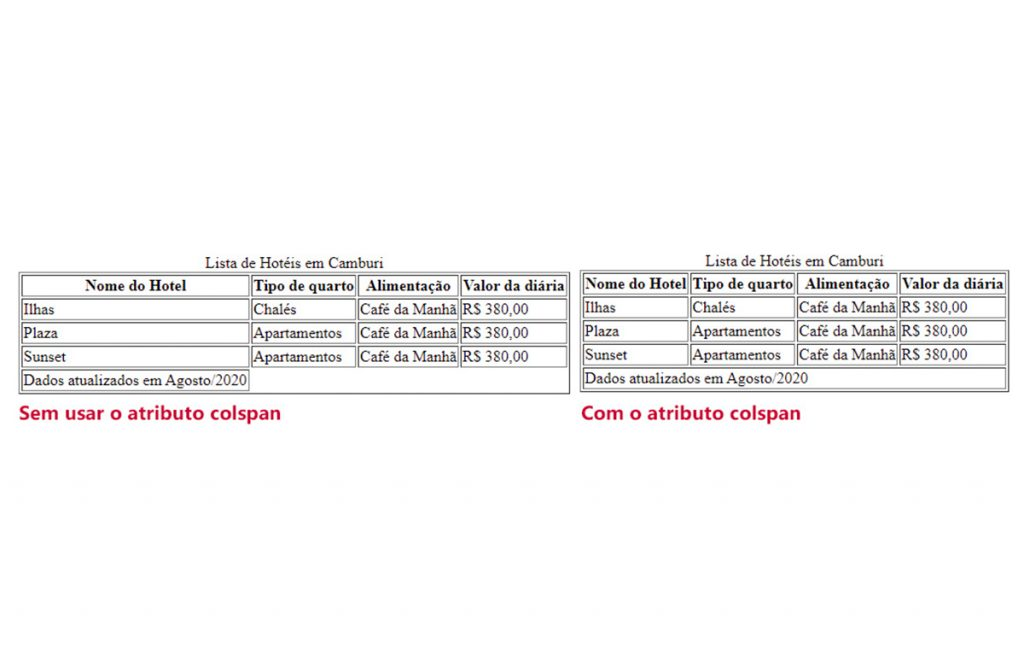 Lista de Hotéis em Camburi
Nome do Hotel Tipo de quarto Alimentação Valor da diária
Ilhas Chalés Café da Manhã R$ 380,00
Plaza Apartamentos Café da Manhã R$ 380,00
Sunset Apartamentos Café da Manhã R$ 380,00
Dados atualizados em Agosto/2020
Sem usar o atributo colspan
Lista de Hotéis em Camburi
Nome do Hotel Tipo de quarto Alimentação Valor da diária
Ilhas Chalés Café da Manhã R$ 380,00
Plaza Apartamentos Café da Manhã R$ 380,00
Sunset Apartamentos Café da Manhã R$ 380,00
Dados atualizados em Agosto/2020
Com o atributo colspan